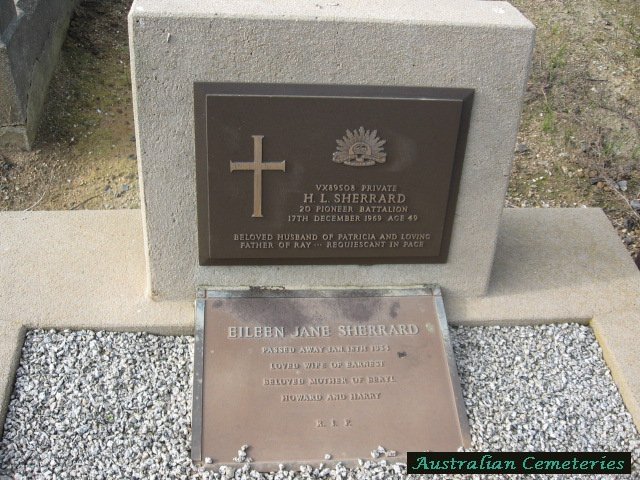 VX89508 PRIVATE
H. L. SHERRARD
2D PIONEER BATTALION
17TH DECEMBER 1969 AGE 49
BELOVED HUSBAND OF PATRICIA AND LOVING
FATHER OF RAY ··· REQUIESCANT IN PACE
EILEEN JANE SHERRARD
PASSED AWAY JAN
LOVED WIFE OF EARNEST
BELOVED MOTHER OF BERYL
HOWARD AND HARRY
R. I. P.
Australian Cemeteries